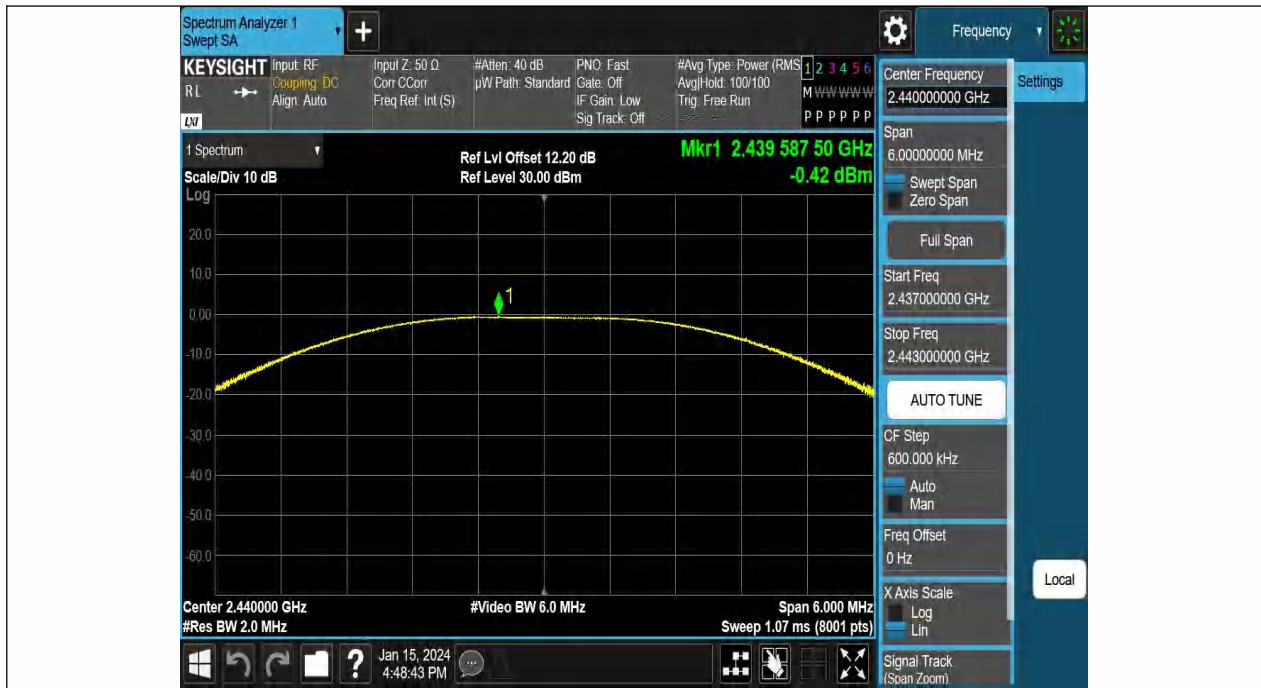 Spectrum Analyzer 1
Swept SA
+
Frequency
KEYSIGHT
RL
LXI
Input: RF
Coupling: DC
Align: Auto
Input Z: 50 Ω
Corr CCorr
Freq Ref: Int (S)
#Atten: 40 dB
µW Path: Standard
PNO: Fast
Gate: Off
IF Gain: Low
Sig Track: Off
#Avg Type: Power (RMS
Avg|Hold: 100/100
Trig: Free Run
1 2 3 4 5 6
M W W W W W
P P P P P P
1 Spectrum
Scale/Div 10 dB
Log
Ref Lvl Offset 12.20 dB
Ref Level 30.00 dBm
Mkr1 2.439 587 50 GHz
-0.42 dBm
20.0
10.0
0.00
-10.0
-20.0
-30.0
-40.0
-50.0
-60.0
1
Center 2.440000 GHz
#Res BW 2.0 MHz
#Video BW 6.0 MHz
Span 6.000 MHz
Sweep 1.07 ms (8001 pts)
Center Frequency
2.440000000 GHz
Settings
Span
6.00000000 MHz
Swept Span
Zero Span
Full Span
Start Freq
2.437000000 GHz
Stop Freq
2.443000000 GHz
AUTO TUNE
CF Step
600.000 kHz
Auto
Man
Freq Offset
0 Hz
X Axis Scale
Log
Lin
Local
Signal Track
(Span Zoom)
?
Jan 15, 2024
4:48:43 PM